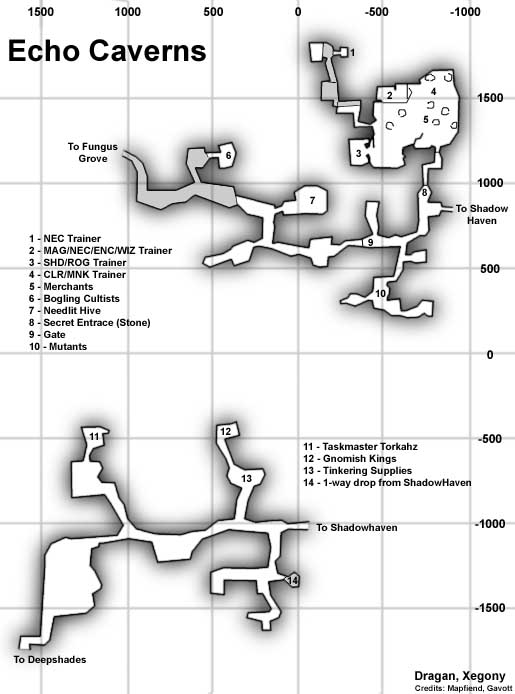 1500 1000 500 0 -500 -1000
Echo Caverns
1
1500
2
4
5
3
To Fungus
Grove
6
1000
7
8
To Shadow
Haven
9
500
10
1 - NEC Trainer
2 - MAG/NEC/ENC/WIZ Trainer
3 - SHD/ROG Trainer
4 - CLR/MNK Trainer
5 - Merchants
6 - Bogling Cultists
7 - Needlit Hive
8 - Secret Entrace (Stone)
9 - Gate
10 - Mutants
0
-500
11
12
13
11 - Taskmaster Torkahz
12 - Gnomish Kings
13 - Tinkering Supplies
14 - 1-way drop from ShadowHaven
-1000
To Shadowhaven
14
-1500
To Deepshades
Dragan, Xegony
Credits: Mapfiend, Gavott